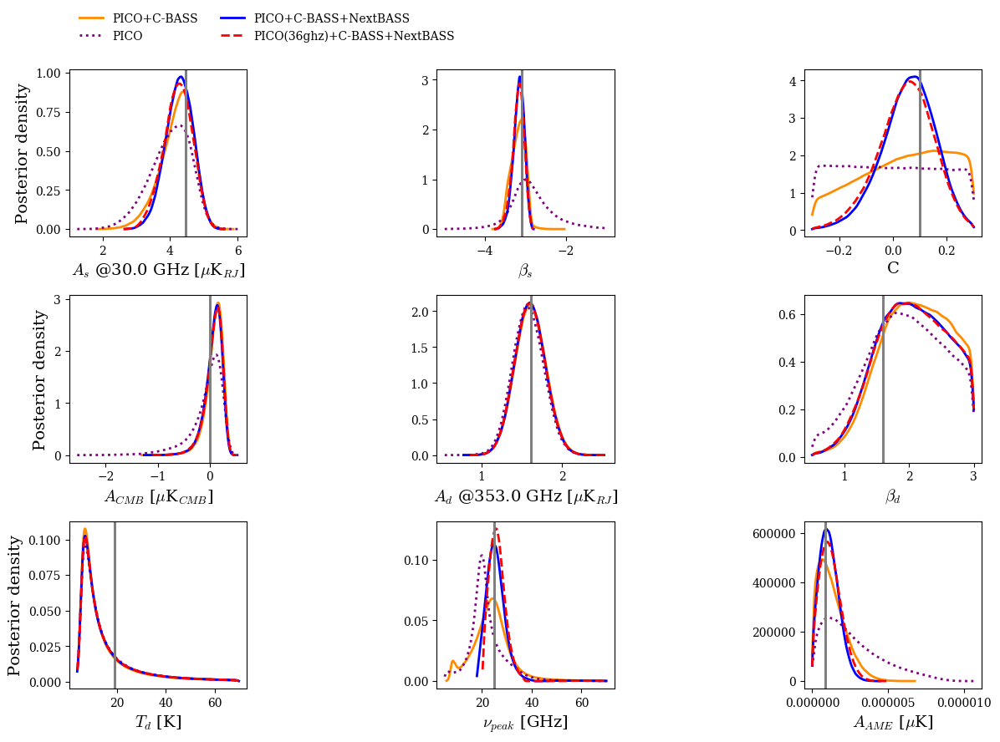 PICO+C-BASS
PICO+C-BASS+NextBASS
PICO
PICO(36ghz)+C-BASS+NextBASS
Posterior density
1.00
0.75
0.50
0.25
0.00
2 4 6
A_s @30.0 GHz [μK_RJ]
3
2
1
0
−4 −2
β_s
4
3
2
1
0
−0.2 0.0 0.2
C
Posterior density
3
2
1
0
−2 −1 0
A_CMB [μK_CMB]
2.0
1.5
1.0
0.5
0.0
1 2
A_d @353.0 GHz [μK_RJ]
0.6
0.4
0.2
0.0
1 2 3
β_d
Posterior density
0.100
0.075
0.050
0.025
0.000
20 40 60
T_d [K]
0.10
0.05
0.00
20 40 60
ν_peak [GHz]
600000
400000
200000
0
0.000000 0.000005 0.000010
A_AME [μK]